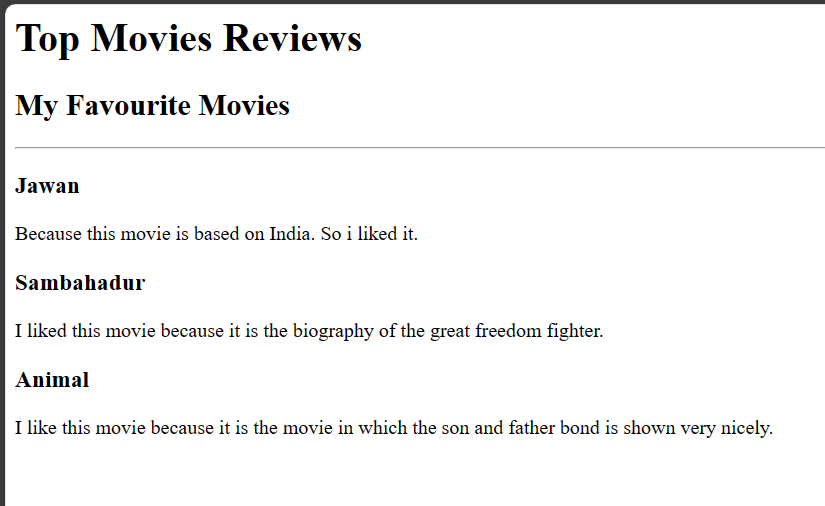 Top Movies Reviews
My Favourite Movies
Jawan
Because this movie is based on India. So i liked it.
Sambahadur
I liked this movie because it is the biography of the great freedom fighter.
Animal
I like this movie because it is the movie in which the son and father bond is shown very nicely.